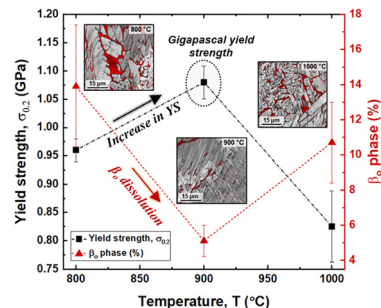 800 °C
15 μm
Gigapascal yield
strength
1000 °C
15 μm
Increase in YS
900 °C
15 μm
βₒ dissolution
Yield strength, σ₀.₂
βₒ phase (%)
Yield strength, σ₀.₂ (GPa)
1.20
1.15
1.10
1.05
1.00
0.95
0.90
0.85
0.80
0.75
βₒ phase (%)
18
16
14
12
10
8
6
4
800
900
1000
Temperature, T (°C)